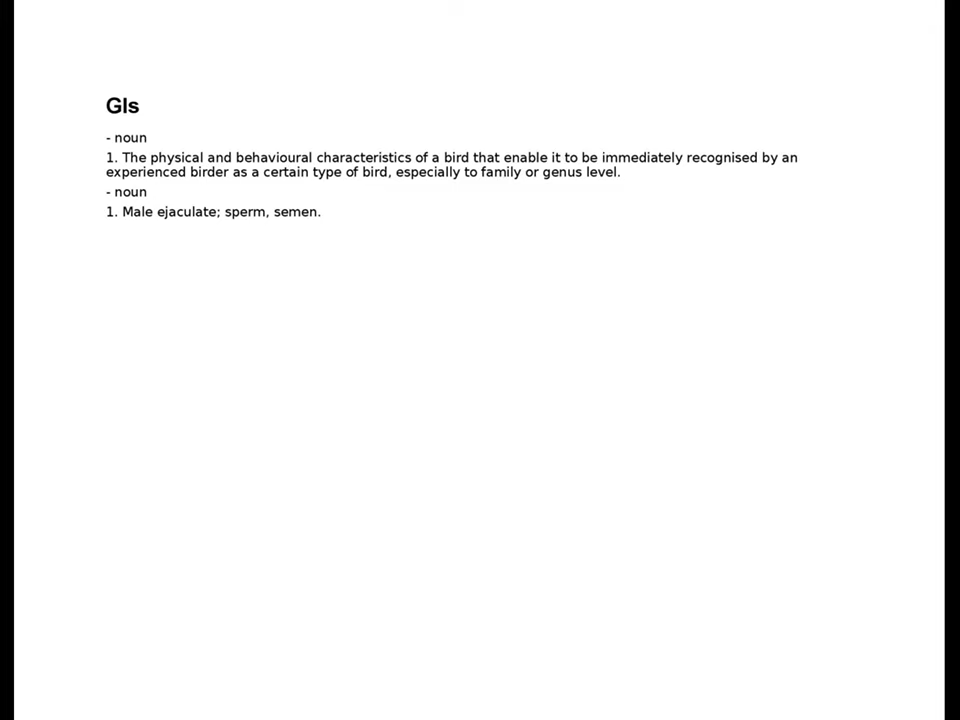 GIs
- noun
1. The physical and behavioural characteristics of a bird that enable it to be immediately recognised by an
experienced birder as a certain type of bird, especially to family or genus level.
- noun
1. Male ejaculate; sperm, semen.